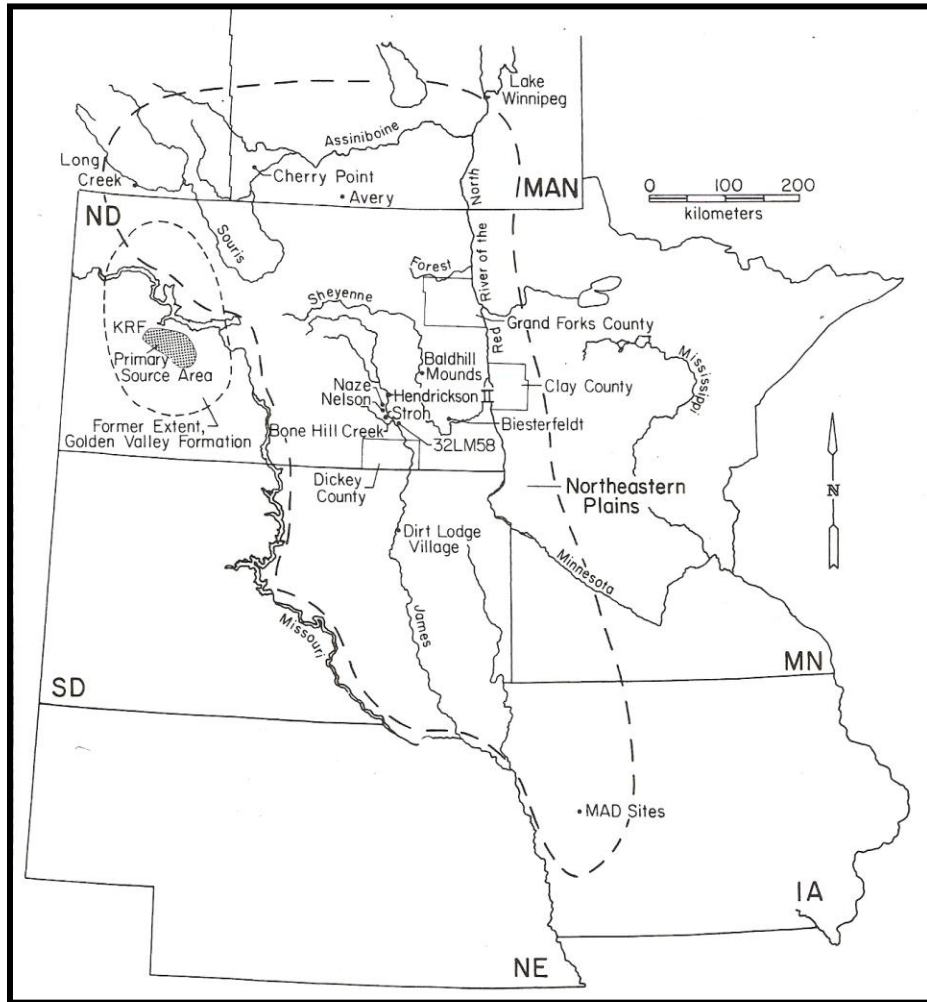 Lake
Winnipeg
Assiniboine
Long
Creek
Cherry Point
Avery
MAN
North
0 100 200
kilometers
ND
Souris
River of the
Forest
Sheyenne
Red
Grand Forks County
KRF
Primary
Source Area
Baldhill
Mounds
Mississippi
Naze
Nelson
Hendrickson III
Stroh
Clay County
Former Extent,
Golden Valley Formation
Bone Hill Creek
Biesterfeldt
32LM58
Dickey
County
Northeastern
Plains
N
Dirt Lodge
Village
Minnesota
James
Missouri
MN
SD
MAD Sites
IA
NE